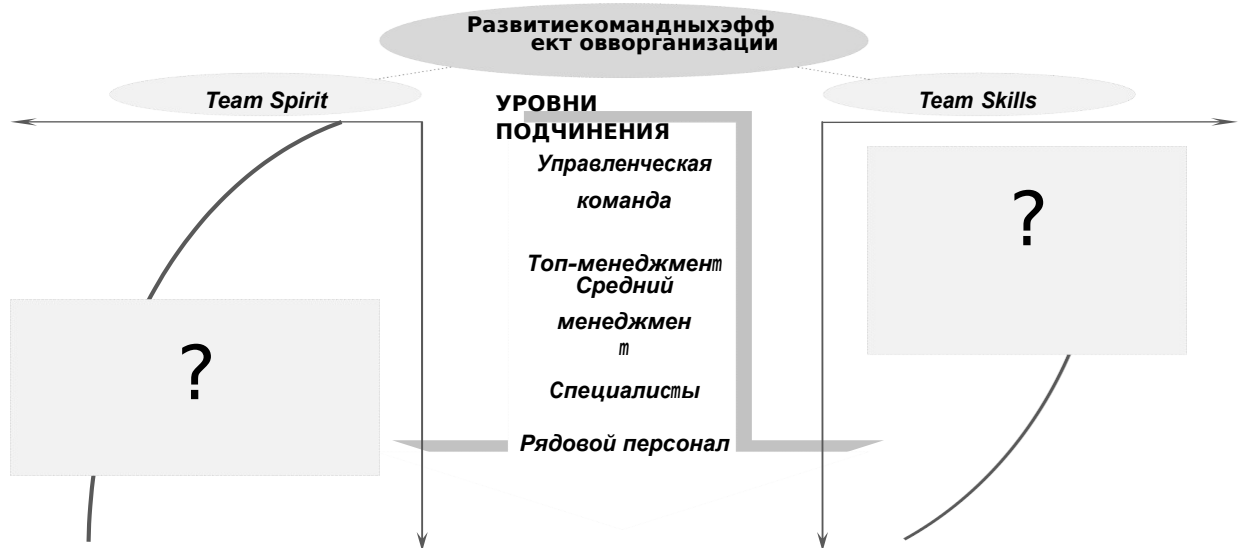 Развитиекомандныхэфф
ект овворганизации
Team Spirit
Team Skills
УРОВНИ
ПОДЧИНЕНИЯ
Управленческая
команда
Топ-менеджмент
Средний
менеджмен
т
Специалисты
Рядовой персонал
?
?